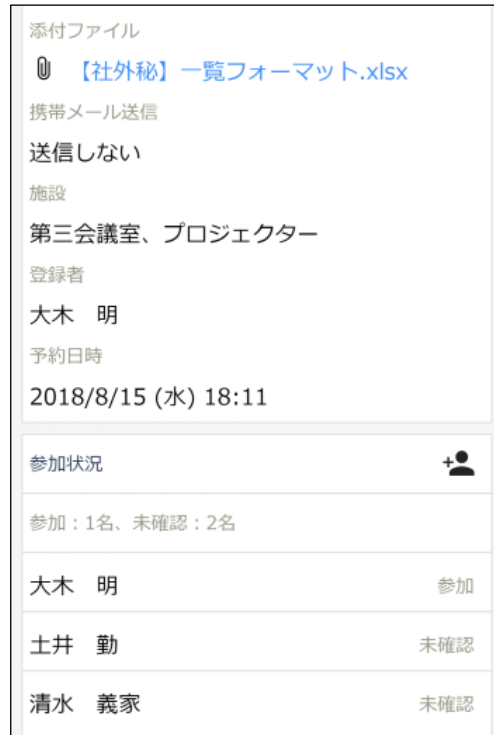 添付ファイル
【社外秘】一覧フォーマット.xlsx
携帯メール送信
送信しない
施設
第三会議室、プロジェクター
登録者
大木　明
予約日時
2018/8/15 (水) 18:11
参加状況
参加：1名、未確認：2名
大木　明　参加
土井　勤　未確認
清水　義家　未確認